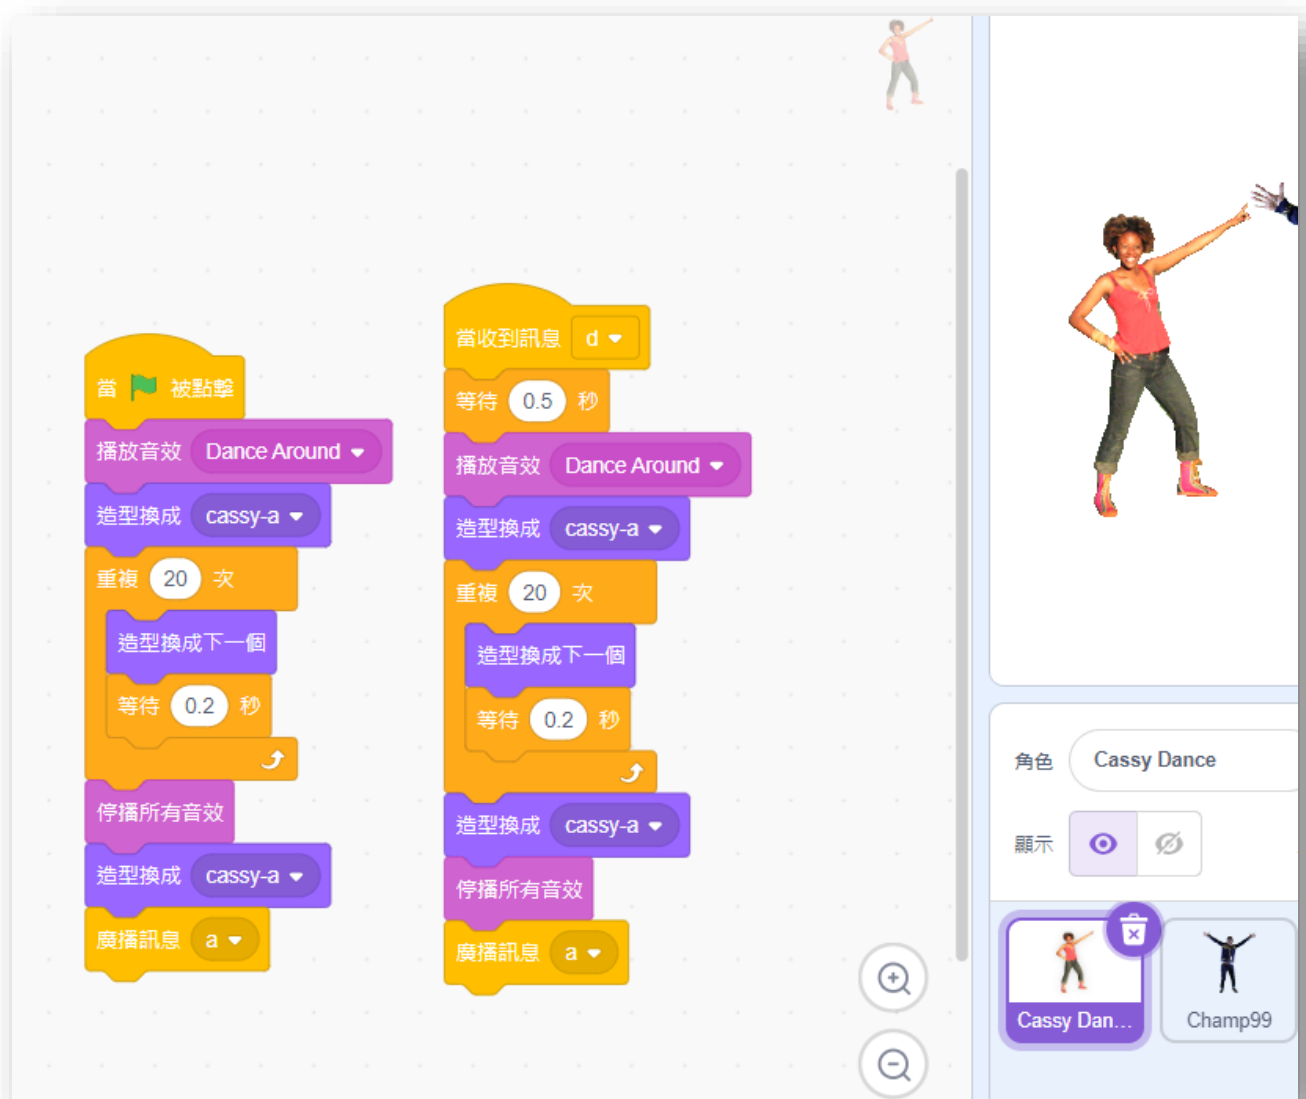 當 被點擊
播放音效 Dance Around
造型換成 cassy-a
重複 20 次
造型換成下一個
等待 0.2 秒
停播所有音效
造型換成 cassy-a
廣播訊息 a
當收到訊息 d
等待 0.5 秒
播放音效 Dance Around
造型換成 cassy-a
重複 20 次
造型換成下一個
等待 0.2 秒
造型換成 cassy-a
停播所有音效
廣播訊息 a
角色 Cassy Dance
顯示
Cassy Dan...
Champ99